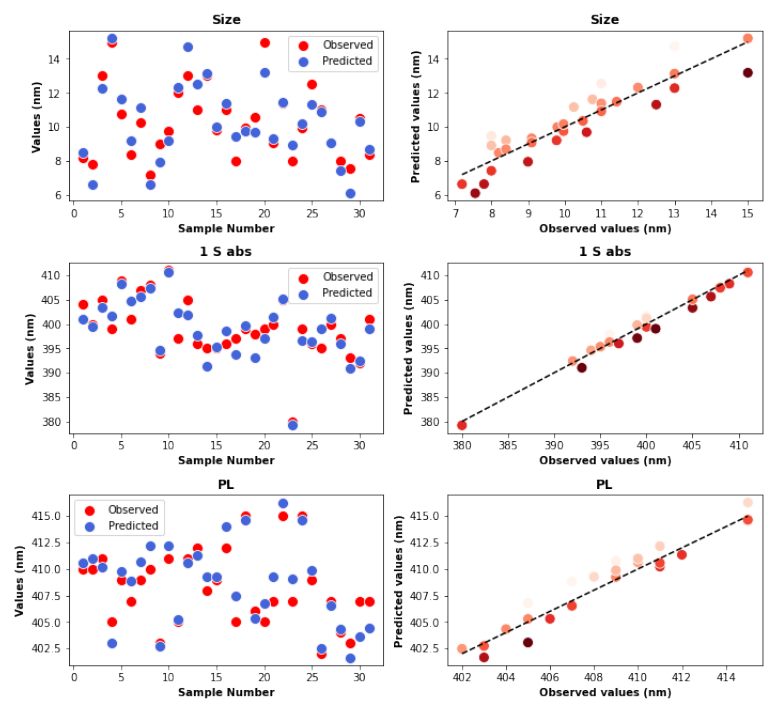 Size
Values (nm)
14
12
10
8
6
Observed
Predicted
0 5 10 15 20 25 30
Sample Number
Size
Predicted values (nm)
14
12
10
8
6
7 8 9 10 11 12 13 14 15
Observed values (nm)
1 S abs
Values (nm)
410
405
400
395
390
385
380
Observed
Predicted
0 5 10 15 20 25 30
Sample Number
1 S abs
Predicted values (nm)
410
405
400
395
390
385
380
380 385 390 395 400 405 410
Observed values (nm)
PL
Values (nm)
415.0
412.5
410.0
407.5
405.0
402.5
Observed
Predicted
0 5 10 15 20 25 30
Sample Number
PL
Predicted values (nm)
415.0
412.5
410.0
407.5
405.0
402.5
402 404 406 408 410 412 414
Observed values (nm)